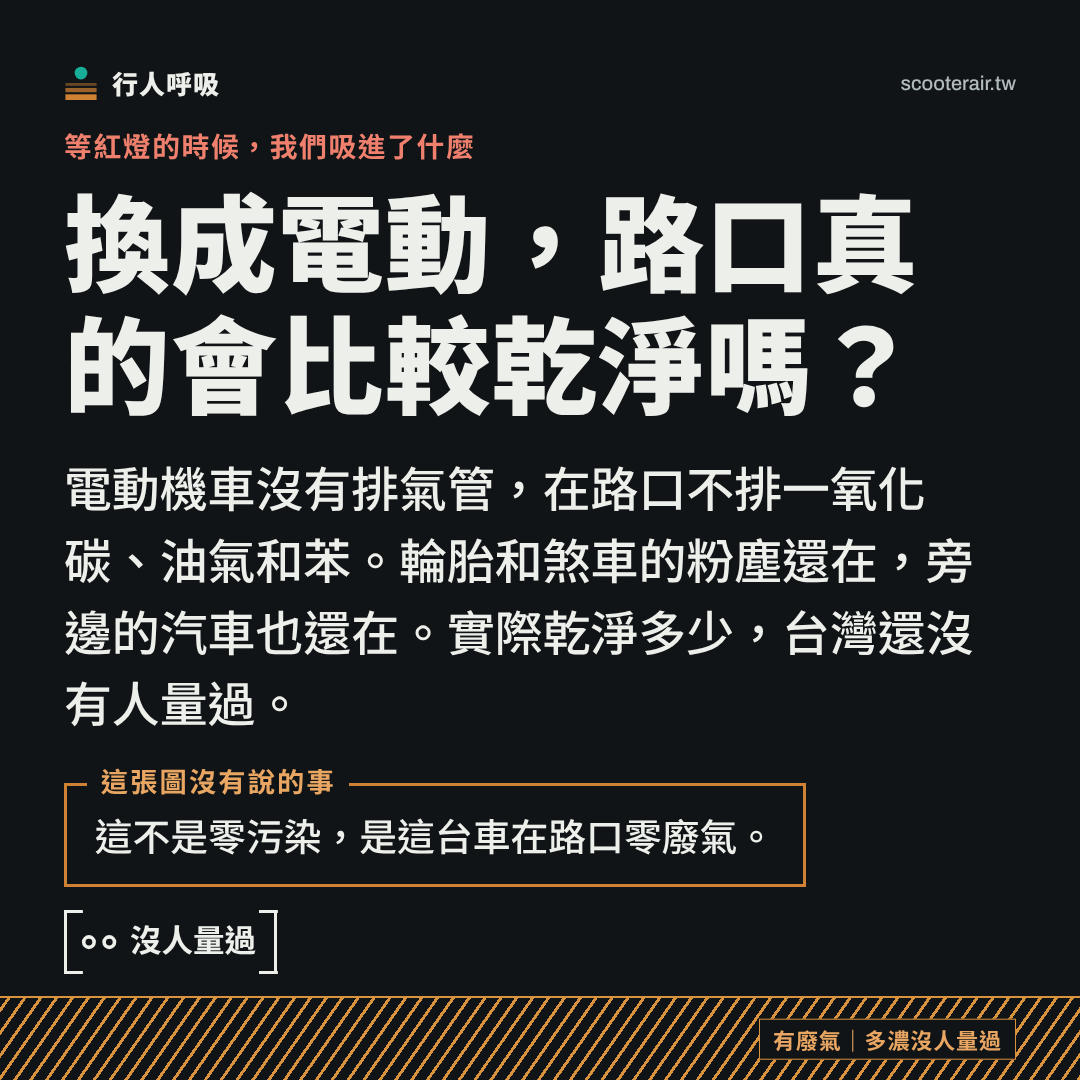 行人呼吸
scooterair.tw
等紅燈的時候，我們吸進了什麼
換成電動，路口真
的會比較乾淨嗎？
電動機車沒有排氣管，在路口不排一氧化
碳、油氣和苯。輪胎和煞車的粉塵還在，旁
邊的汽車也還在。實際乾淨多少，台灣還沒
有人量過。
這張圖沒有說的事
這不是零污染，是這台車在路口零廢氣。
沒人量過
有廢氣｜多濃沒人量過